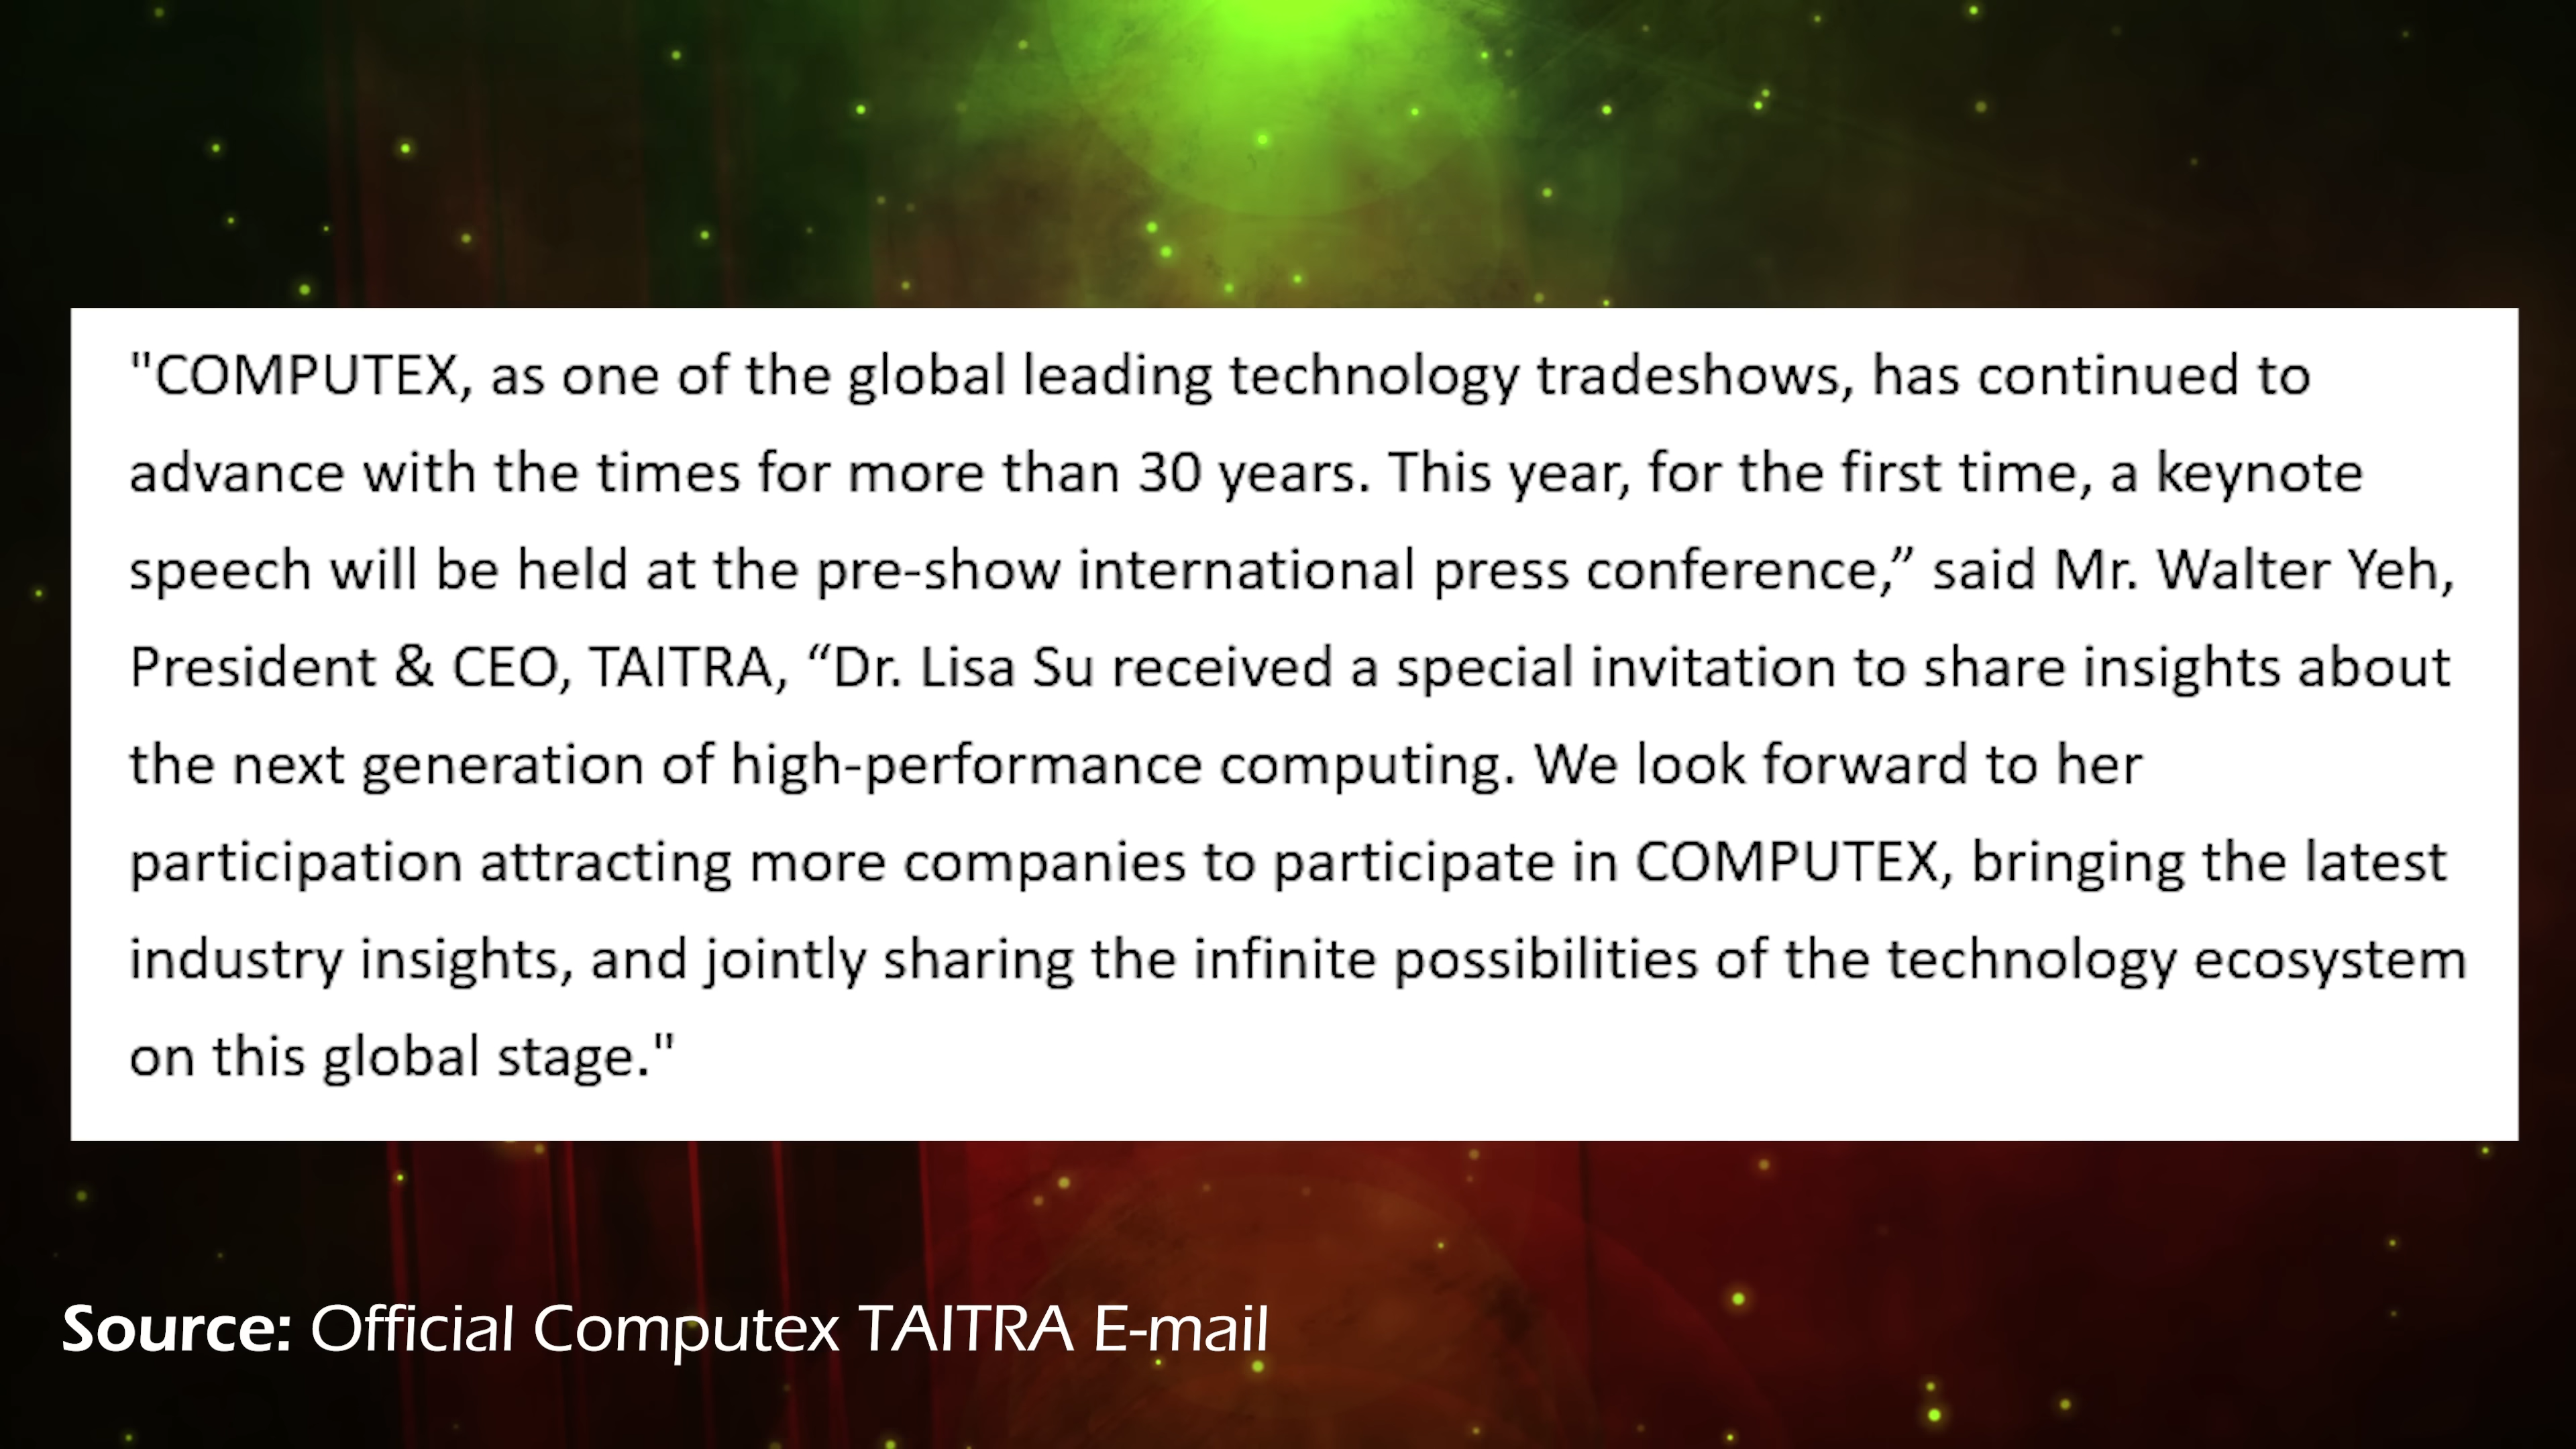 "COMPUTEX, as one of the global leading technology tradeshows, has continued to
advance with the times for more than 30 years. This year, for the first time, a keynote
speech will be held at the pre-show international press conference,” said Mr. Walter Yeh,
President & CEO, TAITRA, “Dr. Lisa Su received a special invitation to share insights about
the next generation of high-performance computing. We look forward to her
participation attracting more companies to participate in COMPUTEX, bringing the latest
industry insights, and jointly sharing the infinite possibilities of the technology ecosystem
on this global stage."
Source: Official Computex TAITRA E-mail